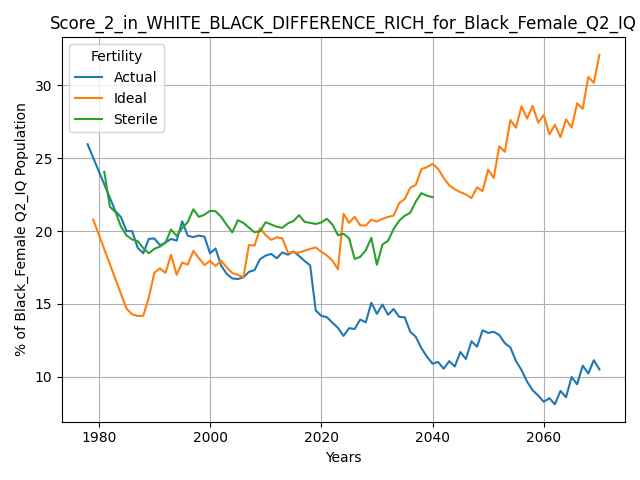 Score_2_in_WHITE_BLACK_DIFFERENCE_RICH_for_Black_Female_Q2_IQ
Fertility
Actual
Ideal
Sterile
% of Black_Female Q2_IQ Population
30
25
20
15
10
1980
2000
2020
2040
2060
Years